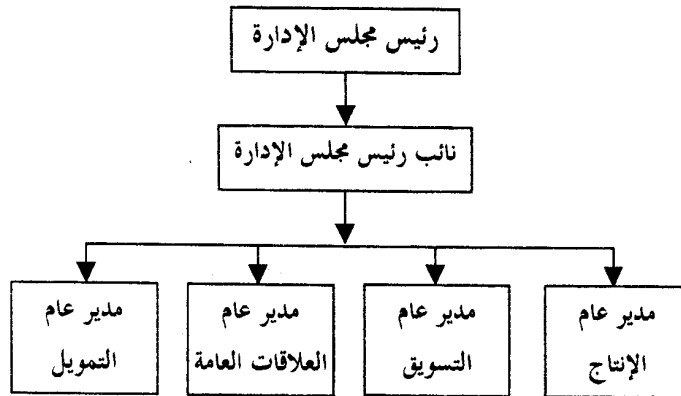 رئيس مجلس الإدارة
نائب رئيس مجلس الإدارة
مدير عام
الإنتاج
مدير عام
التسويق
مدير عام
العلاقات العامة
مدير عام
التمويل